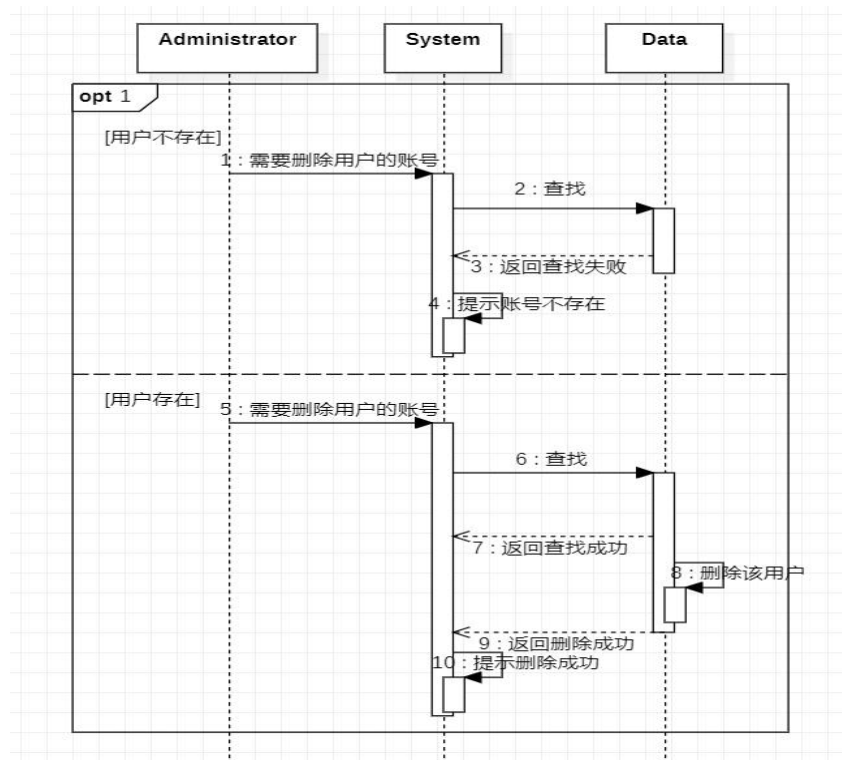 Administrator
System
Data
opt 1
[用户不存在]
1 : 需要删除用户的账号
2 : 查找
3 : 返回查找失败
4 : 提示账号不存在
[用户存在]
5 : 需要删除用户的账号
6 : 查找
7 : 返回查找成功
8 : 删除该用户
9 : 返回删除成功
10 : 提示删除成功